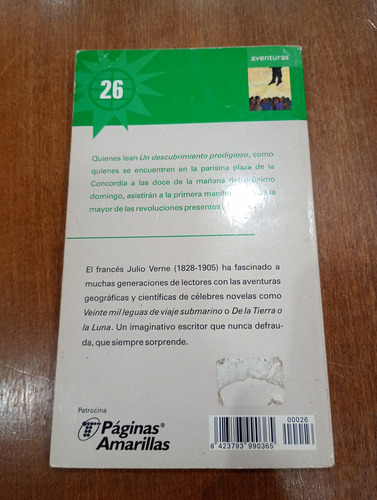 26
aventuras
Quienes lean Un descubrimiento prodigioso, como
quienes se encuentren en la parisina plaza de la
Concordia a las doce de la mañana del próximo
domingo, asistirán a la primera la
mayor de las revoluciones presentes
El francés Julio Verne (1828-1905) ha fascinado a
muchas generaciones de lectores con las aventuras
geográficas y científicas de célebres novelas como
Veinte mil leguas de viaje submarino o De la Tierra o
la Luna. Un imaginativo escritor que nunca defrau-
da, que siempre sorprende.
Patrocina
Páginas®
Amarillas
00026
8 423793 990365